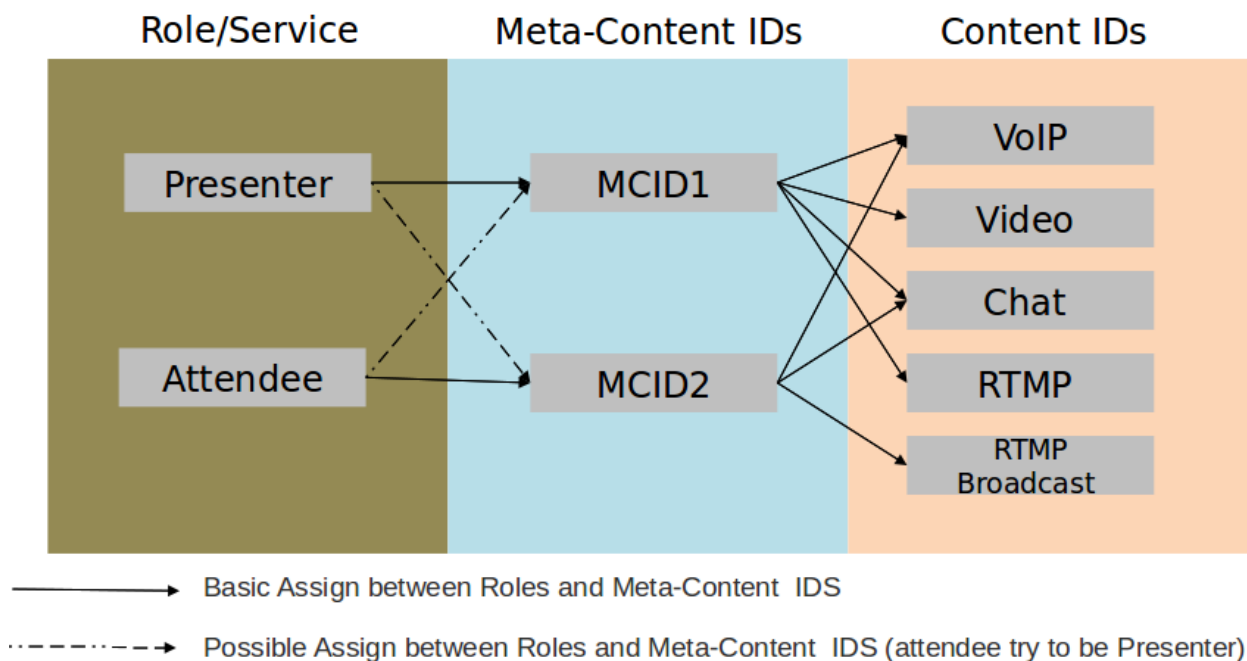 Role/Service
Meta-Content IDs
Content IDs
Presenter
MCID1
VoIP
Video
Chat
Attendee
MCID2
RTMP
RTMP
Broadcast
Basic Assign between Roles and Meta-Content IDS
Possible Assign between Roles and Meta-Content IDS (attendee try to be Presenter)